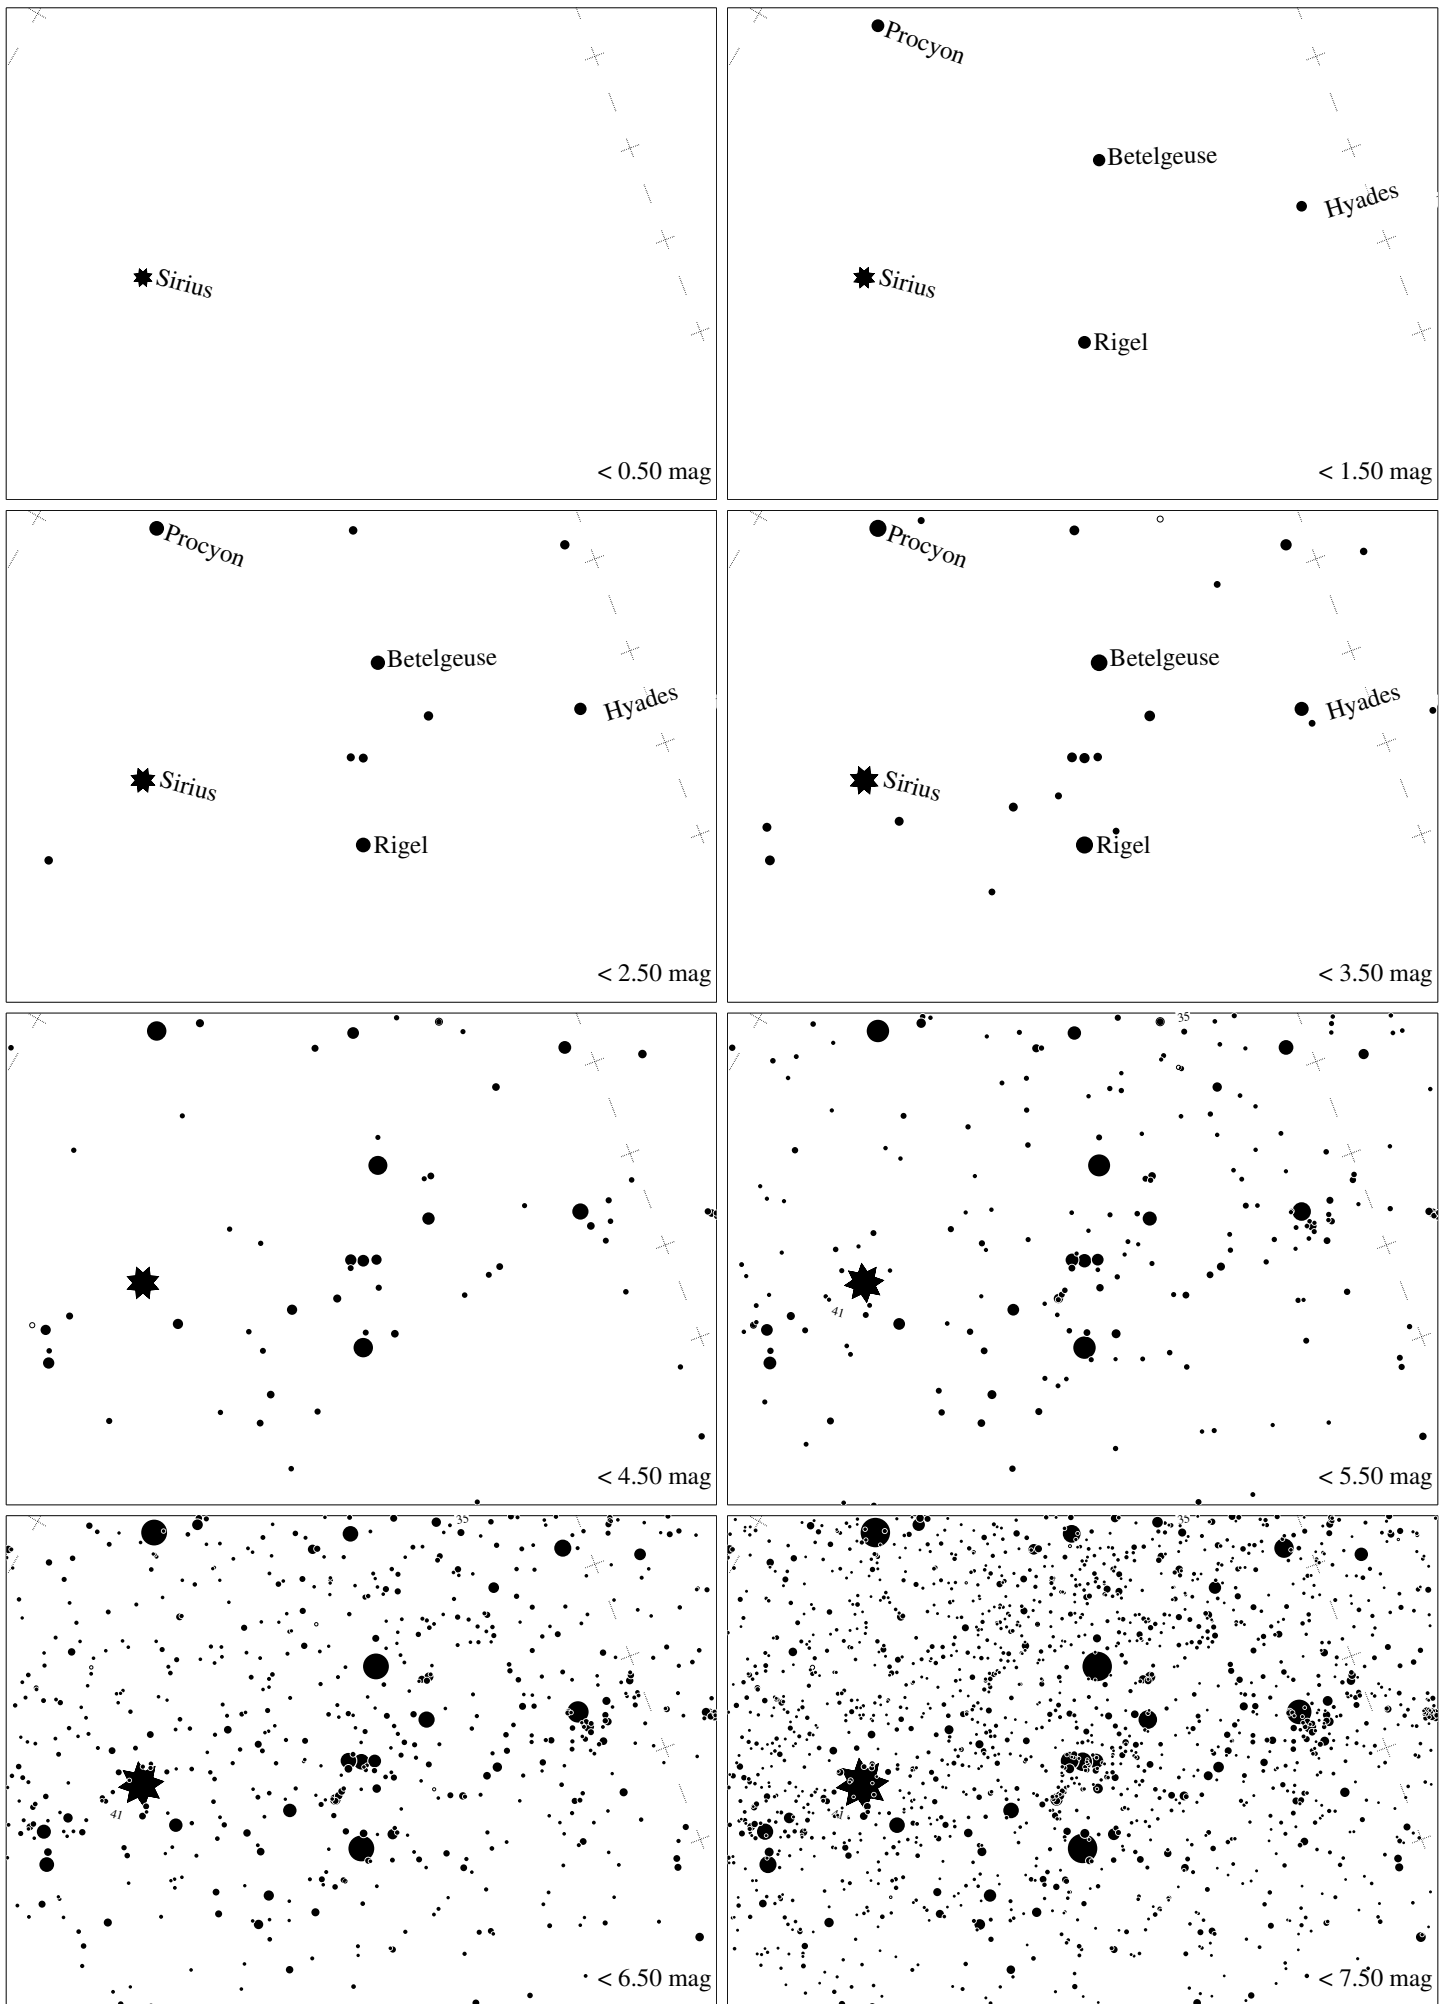 Sirius
< 0.50 mag
Procyon
Betelgeuse
Hyades
Sirius
Rigel
< 1.50 mag
Procyon
Betelgeuse
Hyades
Sirius
Rigel
< 2.50 mag
Procyon
Betelgeuse
Hyades
Sirius
Rigel
< 3.50 mag
< 4.50 mag
35
41
< 5.50 mag
35
41
< 6.50 mag
35
41
< 7.50 mag